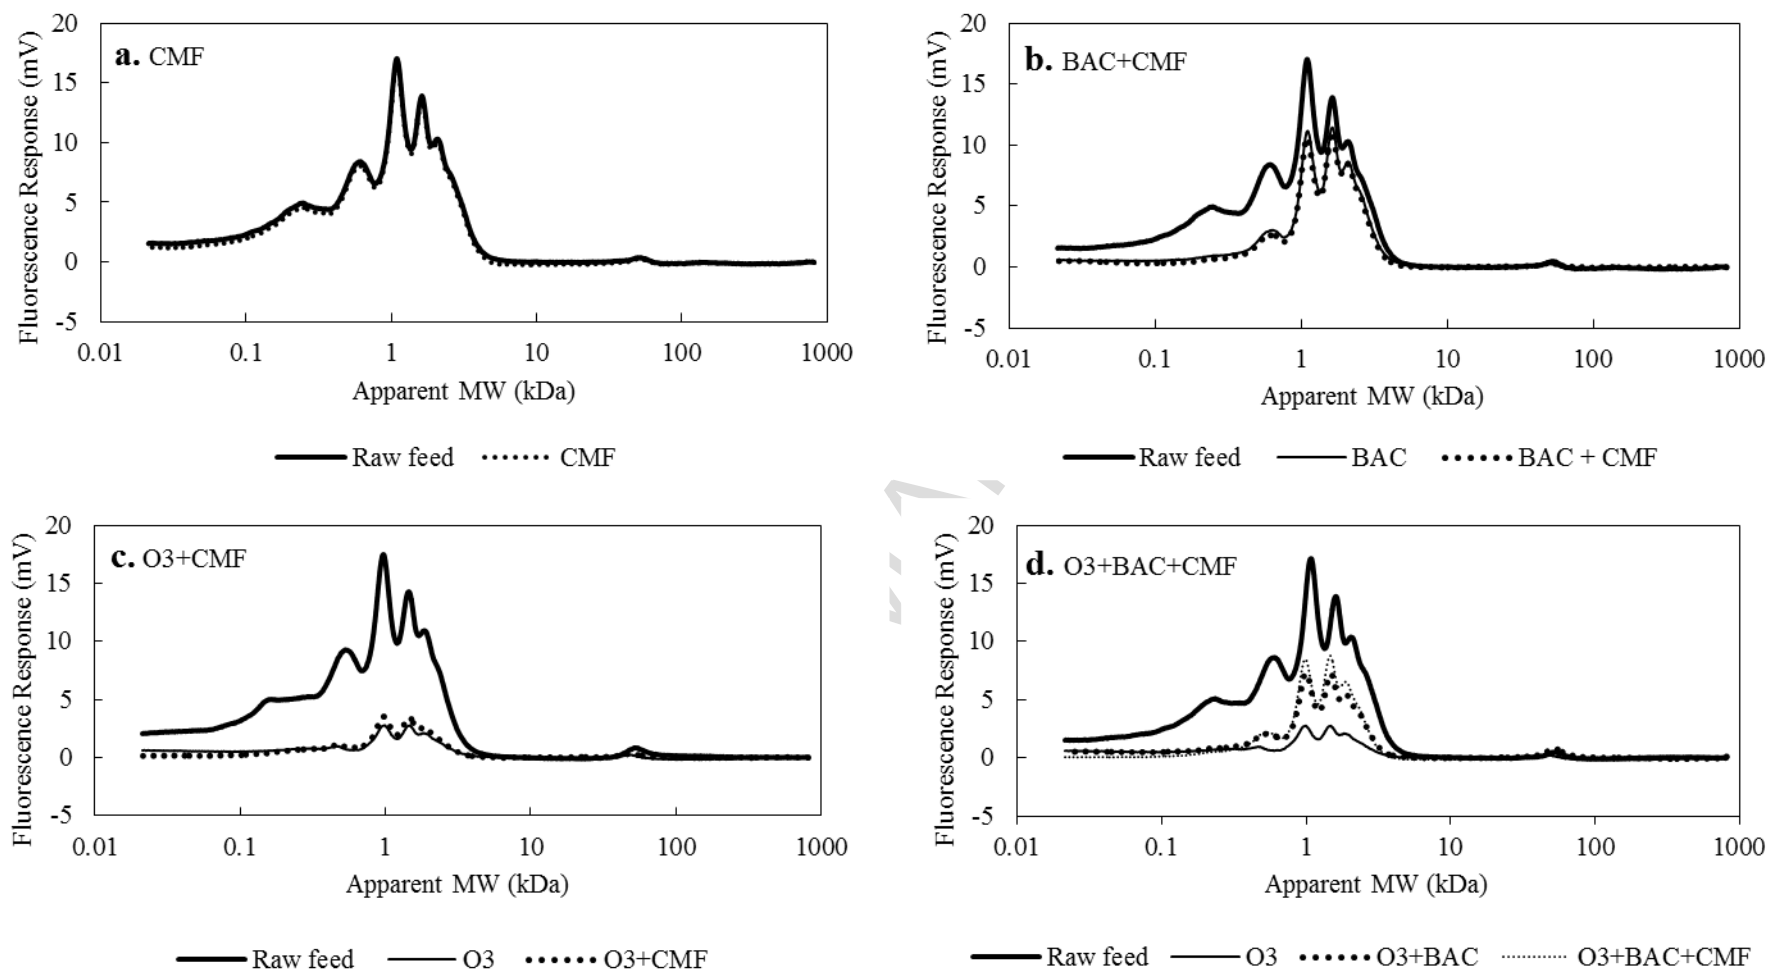 a. CMF
Fluorescence Response (mV)
20
15
10
5
0
-5
0.01 0.1 1 10 100 1000
Apparent MW (kDa)
Raw feed CMF
b. BAC+CMF
Fluorescence Response (mV)
20
15
10
5
0
-5
0.01 0.1 1 10 100 1000
Apparent MW (kDa)
Raw feed BAC BAC + CMF
c. O3+CMF
Fluorescence Response (mV)
20
15
10
5
0
-5
0.01 0.1 1 10 100 1000
Apparent MW (kDa)
Raw feed O3 O3+CMF
d. O3+BAC+CMF
Fluorescence Response (mV)
20
15
10
5
0
-5
0.01 0.1 1 10 100 1000
Apparent MW (kDa)
Raw feed O3 O3+BAC O3+BAC+CMF